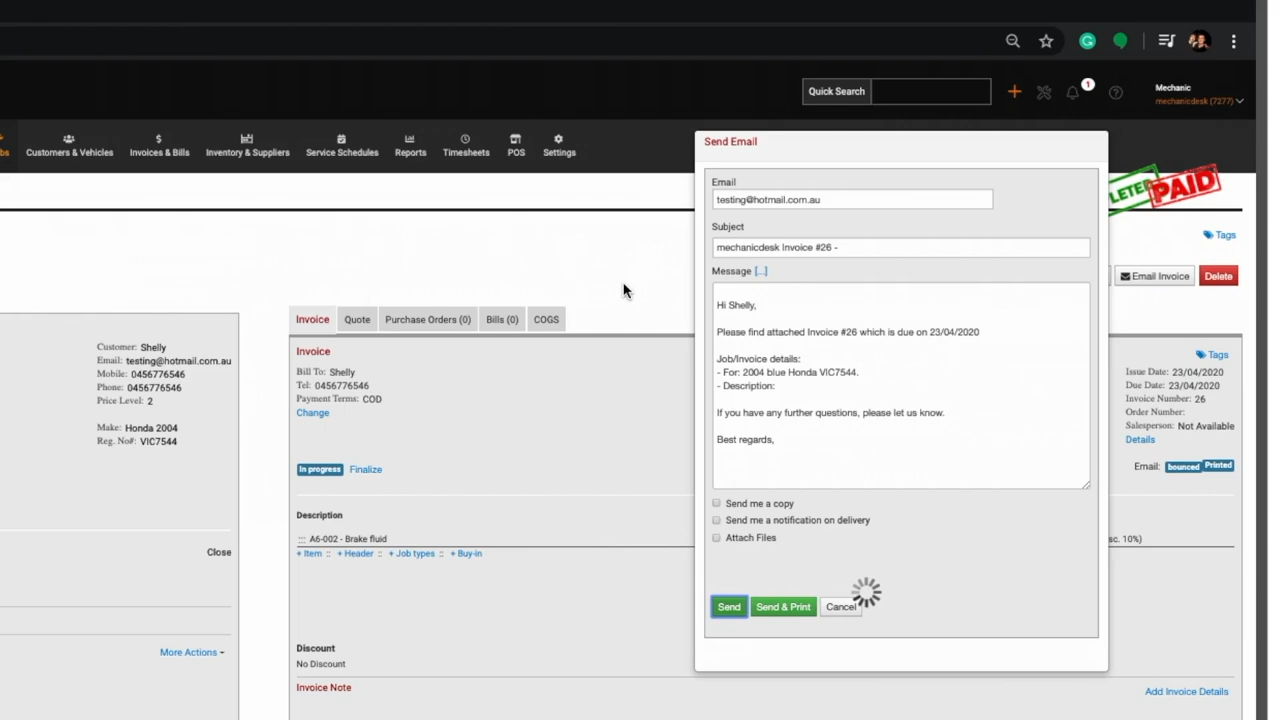 Quick Search
1
Mechanic
mechanicdesk (7277)
bs
Customers & Vehicles
Invoices & Bills
Inventory & Suppliers
Service Schedules
Reports
Timesheets
POS
Settings
Send Email
Email
testing@hotmail.com.au
Subject
mechanicdesk Invoice #26 -
Message [...]
Hi Shelly,
Please find attached Invoice #26 which is due on 23/04/2020
Job/Invoice details:
- For: 2004 blue Honda VIC7544.
- Description:
If you have any further questions, please let us know.
Best regards,
Send me a copy
Send me a notification on delivery
Attach Files
Send
Send & Print
Cancel
LETED
PAID
Tags
Email Invoice
Delete
Customer: Shelly
Email: testing@hotmail.com.au
Mobile: 0456776546
Phone: 0456776546
Price Level: 2
Make: Honda 2004
Reg. No#: VIC7544
Close
More Actions
Invoice
Quote
Purchase Orders (0)
Bills (0)
COGS
Invoice
Bill To: Shelly
Tel: 0456776546
Payment Terms: COD
Change
In progress
Finalize
Description
::: A6-002 - Brake fluid
+ Item :: + Header :: + Job types :: + Buy-in
Discount
No Discount
Invoice Note
Tags
Issue Date: 23/04/2020
Due Date: 23/04/2020
Invoice Number: 26
Order Number:
Salesperson: Not Available
Details
Email: bounced Printed
sc. 10%)
Add Invoice Details